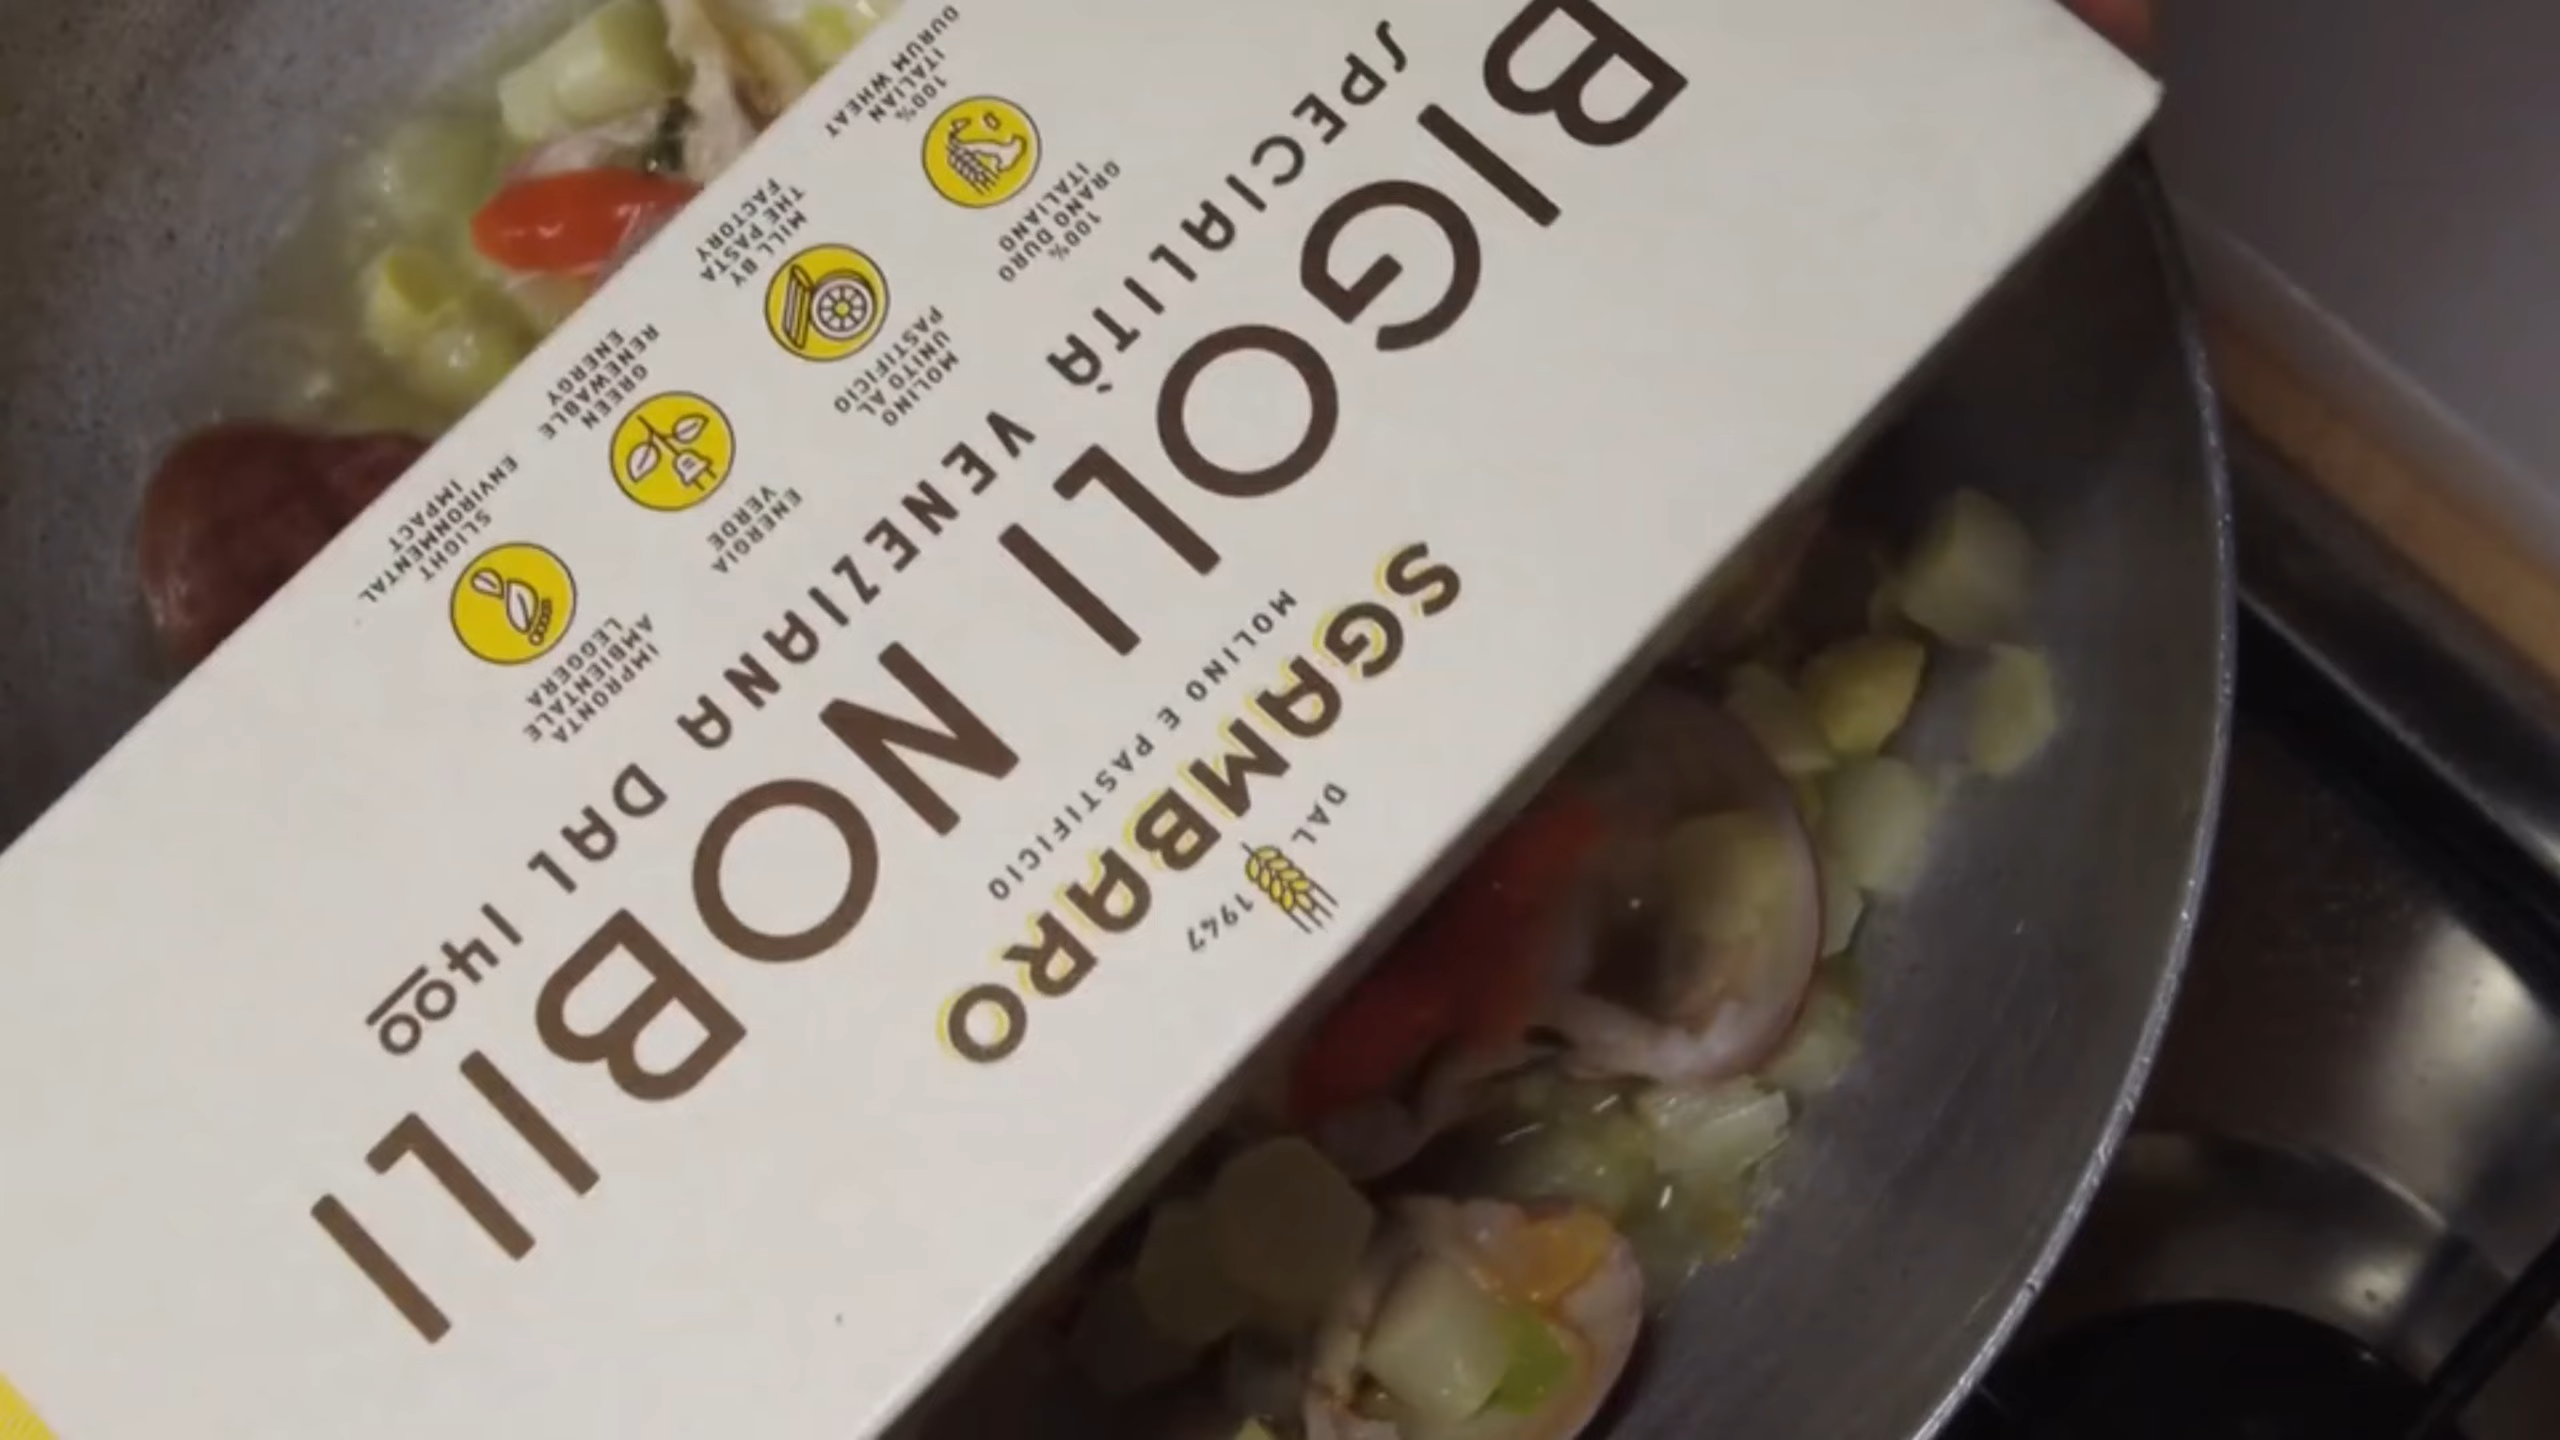 DAL 1947
SGAMBARO
MOLINO E PASTIFICIO
BIGOLI NOBILI
SPECIALITÀ VENEZIANA DAL 1400
100%
GRANO DURO
ITALIANO
100%
ITALIAN
DURUM WHEAT
MOLINO
UNITO AL
PASTIFICIO
MILL BY
THE PASTA
FACTORY
ENERGIA
VERDE
GREEN
RENEWABLE
ENERGY
IMPRONTA
AMBIENTALE
LEGGERA
SLIGHT
ENVIRONMENTAL
IMPACT